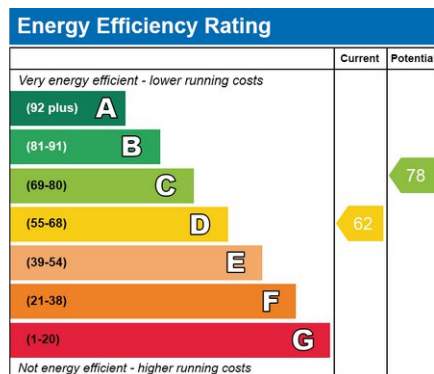 Energy Efficiency Rating
Current Potential
Very energy efficient - lower running costs
(92 plus) A
(81-91) B
(69-80) C
78
(55-68) D
62
(39-54) E
(21-38) F
(1-20) G
Not energy efficient - higher running costs